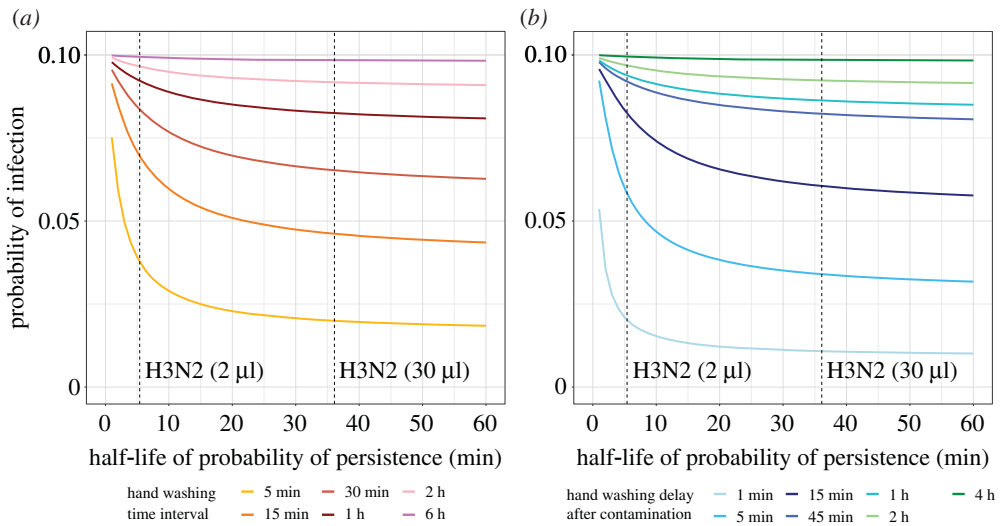 (a)
0.10
0.05
0
probability of infection
H3N2 (2 µl)
H3N2 (30 µl)
0 10 20 30 40 50 60
half-life of probability of persistence (min)
hand washing
time interval
5 min
30 min
2 h
15 min
1 h
6 h
(b)
0.10
0.05
0
H3N2 (2 µl)
H3N2 (30 µl)
0 10 20 30 40 50 60
half-life of probability of persistence (min)
hand washing delay
after contamination
1 min
15 min
1 h
4 h
5 min
45 min
2 h